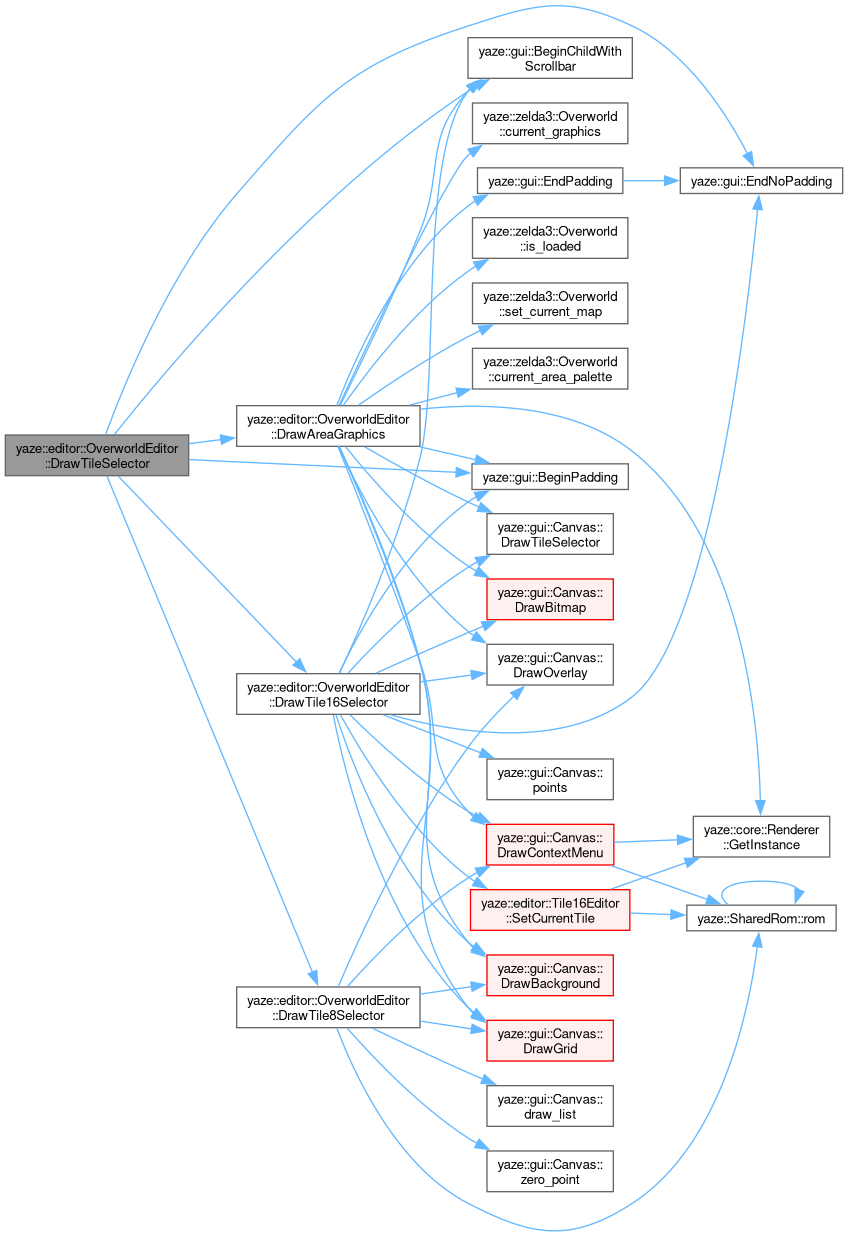 yaze::editor::OverworldEditor
::DrawTileSelector
yaze::editor::OverworldEditor
::DrawAreaGraphics
yaze::editor::OverworldEditor
::DrawTile16Selector
yaze::editor::OverworldEditor
::DrawTile8Selector
yaze::gui::BeginChildWith
Scrollbar
yaze::zelda3::Overworld
::current_graphics
yaze::gui::EndPadding
yaze::zelda3::Overworld
::is_loaded
yaze::zelda3::Overworld
::set_current_map
yaze::zelda3::Overworld
::current_area_palette
yaze::gui::BeginPadding
yaze::gui::Canvas::
DrawTileSelector
yaze::gui::Canvas::
DrawBitmap
yaze::gui::Canvas::
DrawOverlay
yaze::gui::Canvas::
points
yaze::gui::Canvas::
DrawContextMenu
yaze::editor::Tile16Editor
::SetCurrentTile
yaze::gui::Canvas::
DrawBackground
yaze::gui::Canvas::
DrawGrid
yaze::gui::Canvas::
draw_list
yaze::gui::Canvas::
zero_point
yaze::gui::EndNoPadding
yaze::core::Renderer
::GetInstance
yaze::SharedRom::rom